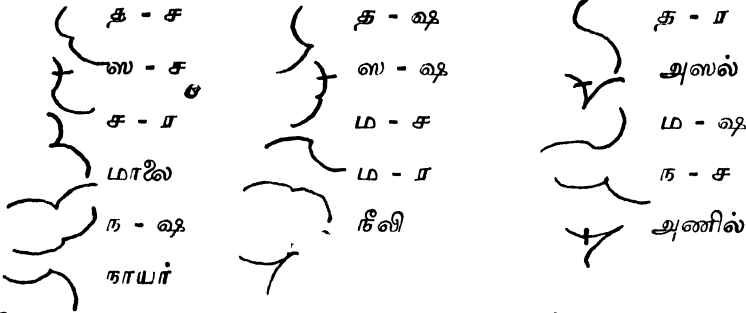 த - ச த - ஷ த - ர
ஸ - ச ஸ - ஷ அஸல்
ச - ர ம - ச ம - ஷ
மாலை ம - ர ந - ச
ந - ஷ நீலி அணில்
நாயர்